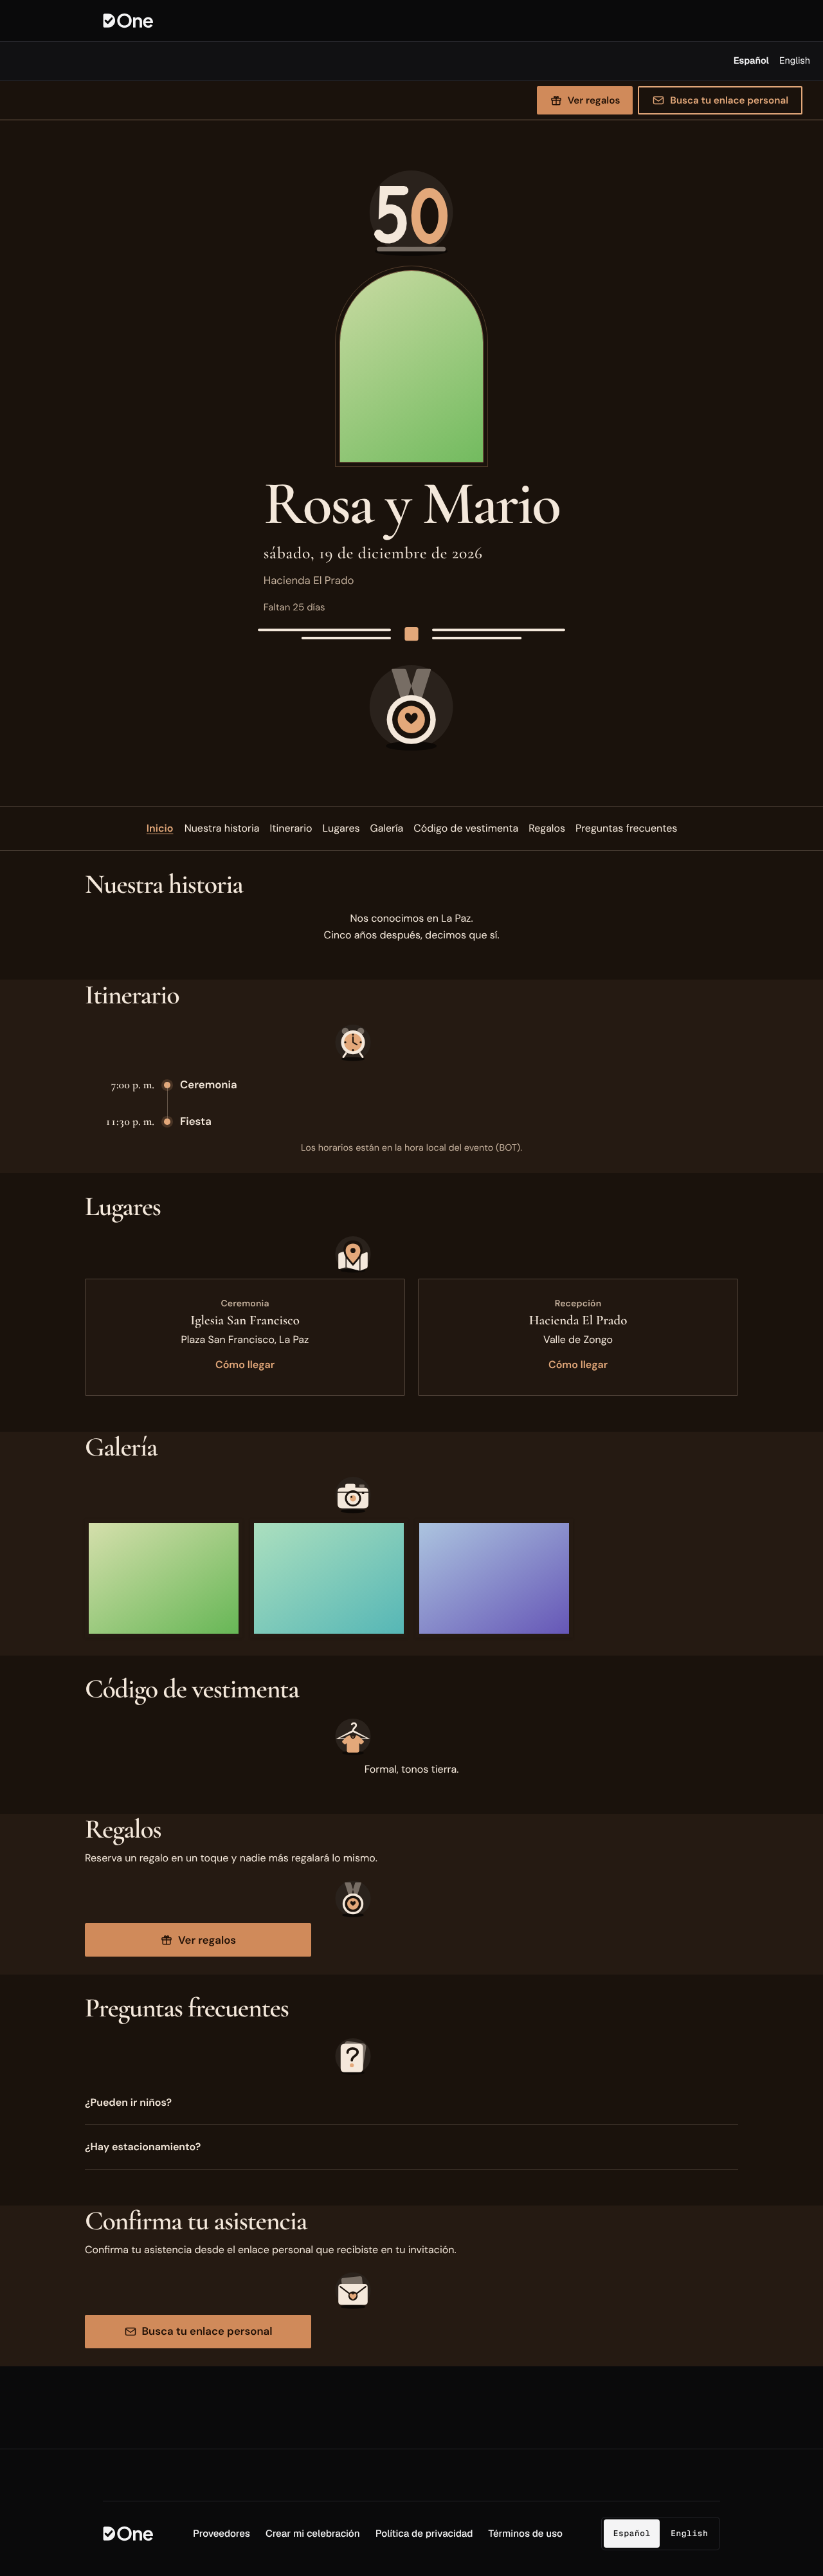 One
Español English
Ver regalos Busca tu enlace personal
50
Rosa y Mario
sábado, 19 de diciembre de 2026
Hacienda El Prado
Faltan 25 días
Inicio Nuestra historia Itinerario Lugares Galería Código de vestimenta Regalos Preguntas frecuentes
Nuestra historia
Nos conocimos en La Paz.
Cinco años después, decimos que sí.
Itinerario
7:00 p. m. Ceremonia
11:30 p. m. Fiesta
Los horarios están en la hora local del evento (BOT).
Lugares
Ceremonia
Iglesia San Francisco
Plaza San Francisco, La Paz
Cómo llegar
Recepción
Hacienda El Prado
Valle de Zongo
Cómo llegar
Galería
Código de vestimenta
Formal, tonos tierra.
Regalos
Reserva un regalo en un toque y nadie más regalará lo mismo.
Ver regalos
Preguntas frecuentes
?
¿Pueden ir niños?
¿Hay estacionamiento?
Confirma tu asistencia
Confirma tu asistencia desde el enlace personal que recibiste en tu invitación.
Busca tu enlace personal
One Proveedores Crear mi celebración Política de privacidad Términos de uso Español English